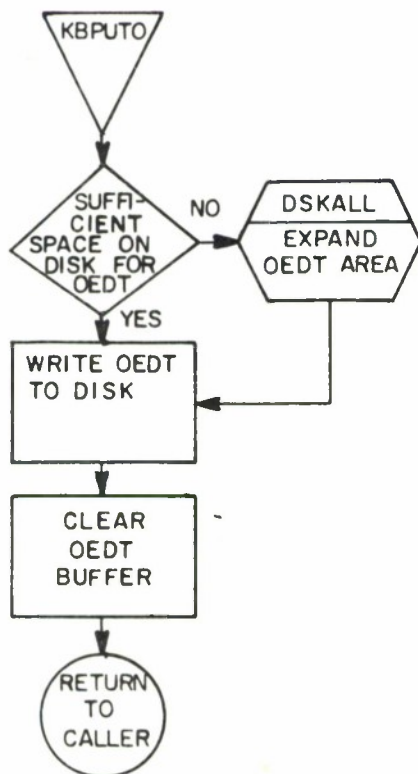 KBPUTO
SUFFI-
CIENT
SPACE ON
DISK FOR
OEDT
NO
DSKALL
EXPAND
OEDT AREA
YES
WRITE OEDT
TO DISK
CLEAR
OEDT
BUFFER
RETURN
TO
CALLER